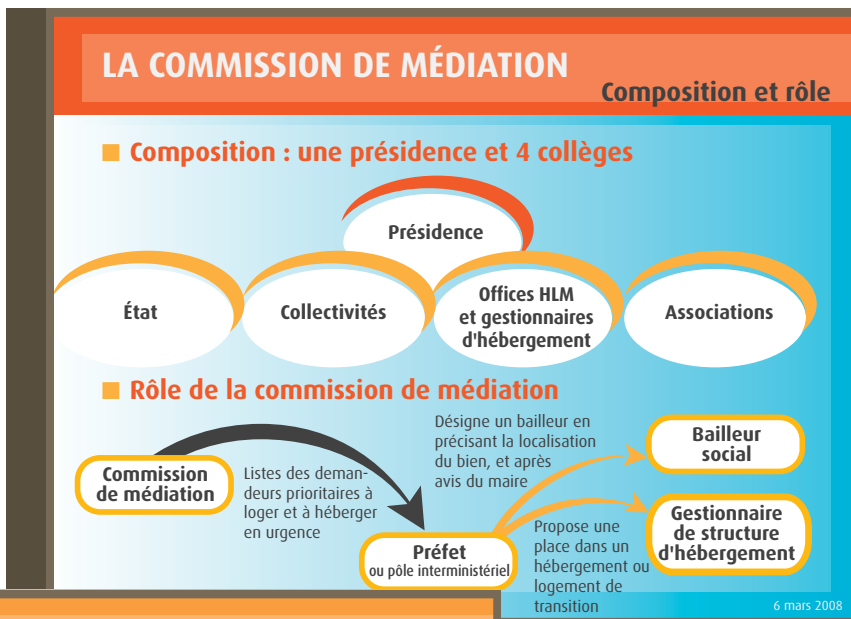 LA COMMISSION DE MÉDIATION
Composition et rôle
Composition : une présidence et 4 collèges
Présidence
État
Collectivités
Offices HLM
et gestionnaires
d'hébergement
Associations
Rôle de la commission de médiation
Commission
de médiation
Listes des deman-
deurs prioritaires à
loger et à héberger
en urgence
Préfet
ou pôle interministériel
Désigne un bailleur en
précisant la localisation
du bien, et après
avis du maire
Bailleur
social
Propose une
place dans un
hébergement ou
logement de
transition
Gestionnaire
de structure
d'hébergement
6 mars 2008